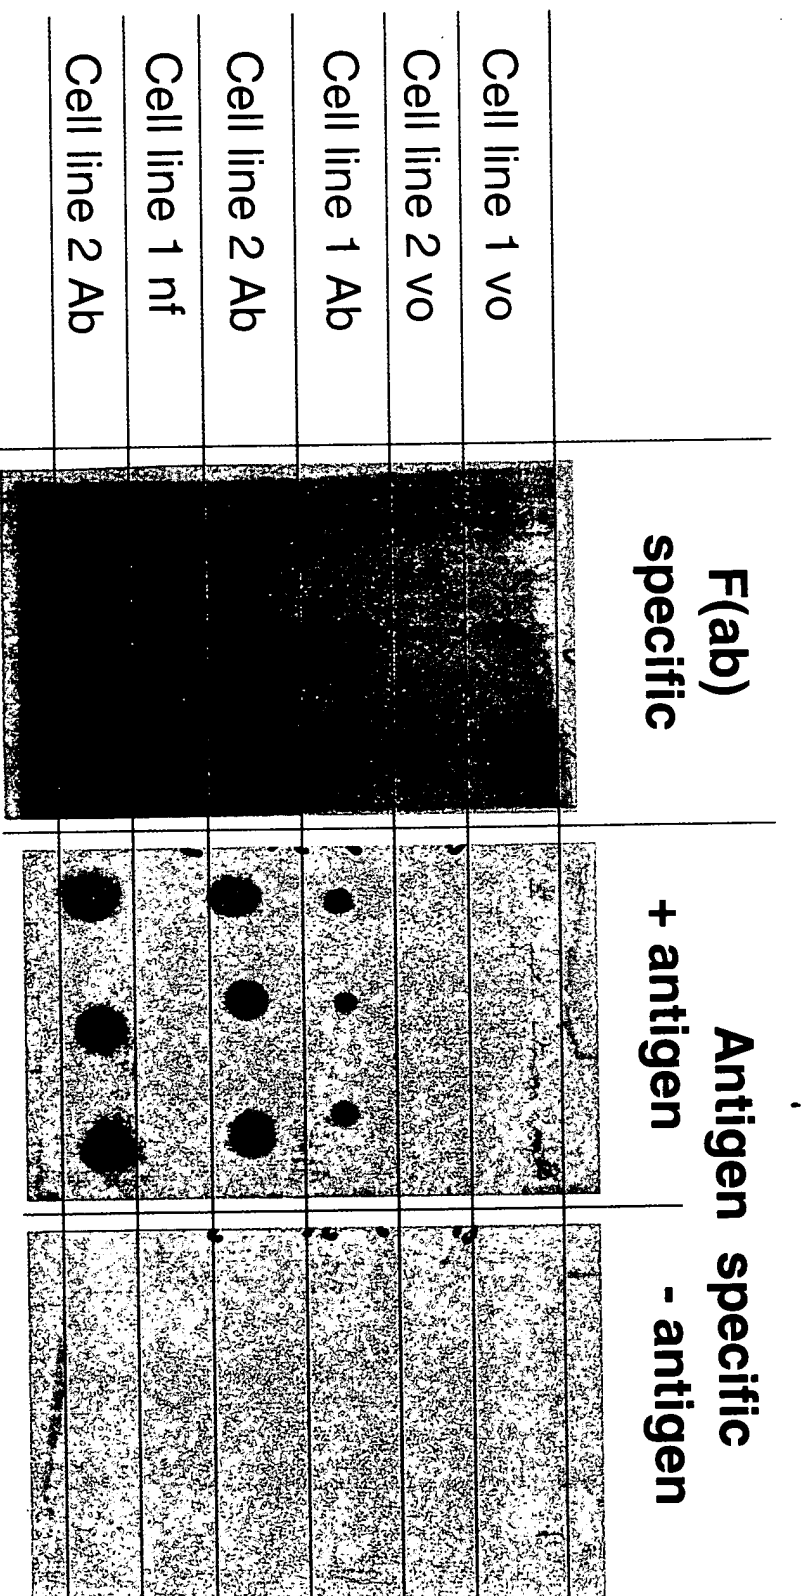 F(ab)
specific
Antigen specific
+ antigen
- antigen
Cell line 1 vo
Cell line 2 vo
Cell line 1 Ab
Cell line 2 Ab
Cell line 1 nf
Cell line 2 Ab